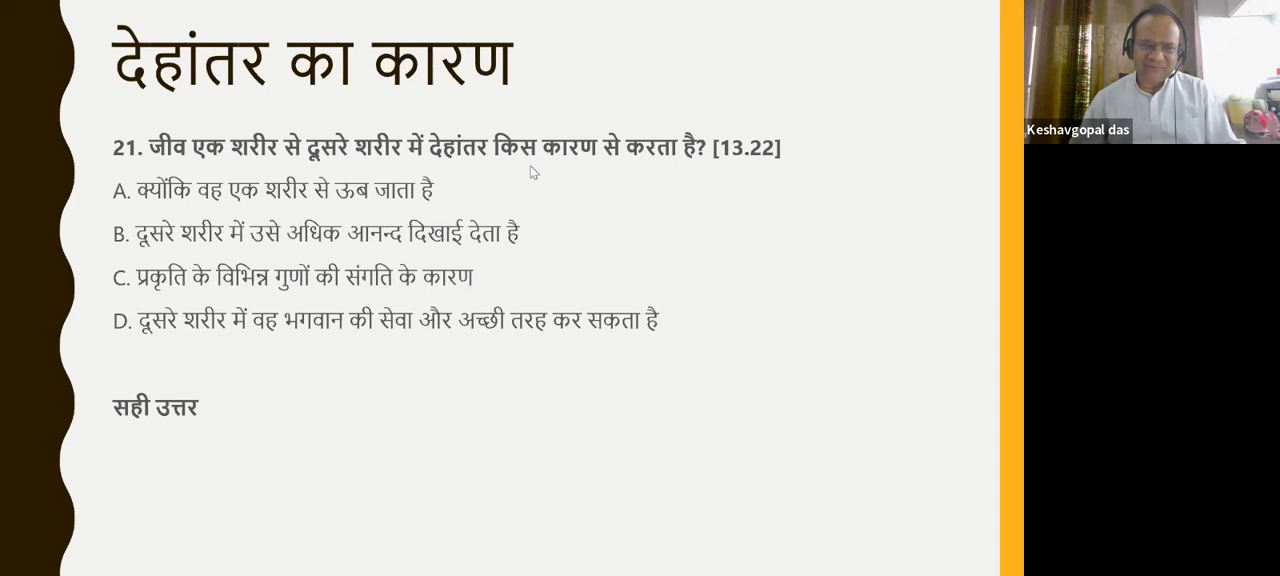 देहांतर का कारण
21. जीव एक शरीर से दूसरे शरीर में देहांतर किस कारण से करता है? [13.22]
A. क्योंकि वह एक शरीर से ऊब जाता है
B. दूसरे शरीर में उसे अधिक आनन्द दिखाई देता है
C. प्रकृति के विभिन्न गुणों की संगति के कारण
D. दूसरे शरीर में वह भगवान की सेवा और अच्छी तरह कर सकता है
सही उत्तर
Keshavgopal das